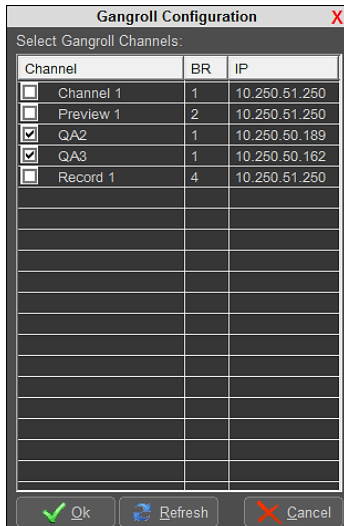 Gangroll Configuration X
Select Gangroll Channels:
Channel BR IP
Channel 1 1 10.250.51.250
Preview 1 2 10.250.51.250
QA2 1 10.250.50.189
QA3 1 10.250.50.162
Record 1 4 10.250.51.250
Ok Refresh Cancel